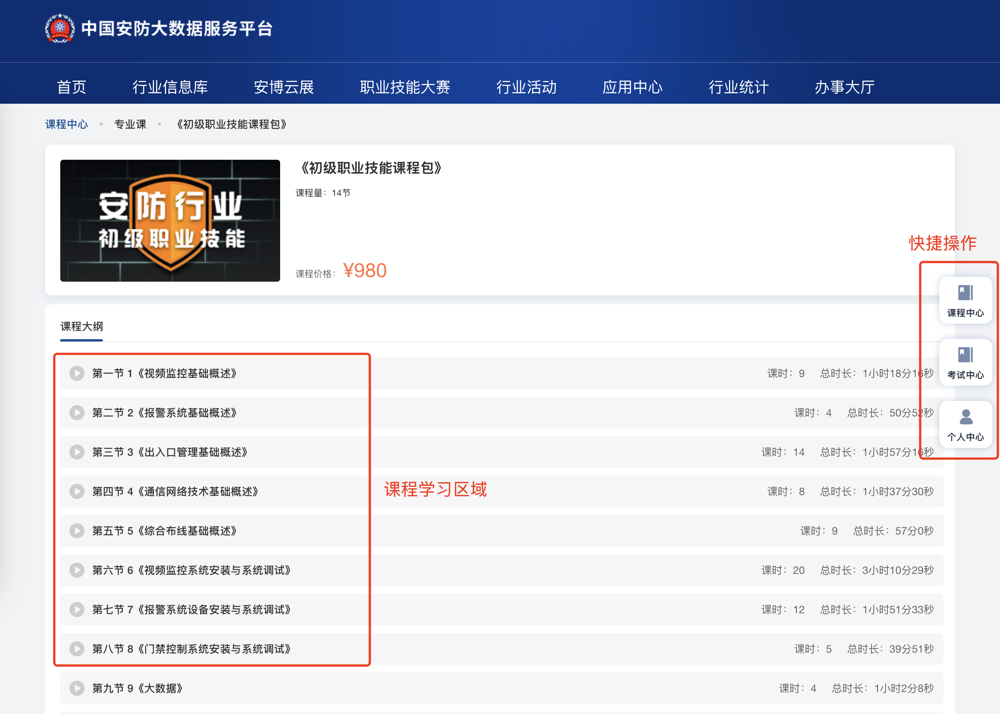 中国安防大数据服务平台
首页 行业信息库 安博云展 职业技能大赛 行业活动 应用中心 行业统计 办事大厅
课程中心 • 专业课 • 《初级职业技能课程包》
安防行业
初级职业技能
《初级职业技能课程包》
课程量：14节
课程价格：¥980
快捷操作
课程中心
考试中心
个人中心
课程大纲
第一节 1《视频监控基础概述》 课时：9 总时长：1小时18分16秒
第二节 2《报警系统基础概述》 课时：4 总时长：50分52秒
第三节 3《出入口管理基础概述》 课时：14 总时长：1小时57分16秒
第四节 4《通信网络技术基础概述》 课时：8 总时长：1小时37分30秒
课程学习区域
第五节 5《综合布线基础概述》 课时：9 总时长：57分0秒
第六节 6《视频监控系统安装与系统调试》 课时：20 总时长：3小时10分29秒
第七节 7《报警系统设备安装与系统调试》 课时：12 总时长：1小时51分33秒
第八节 8《门禁控制系统安装与系统调试》 课时：5 总时长：39分51秒
第九节 9《大数据》 课时：4 总时长：1小时2分8秒